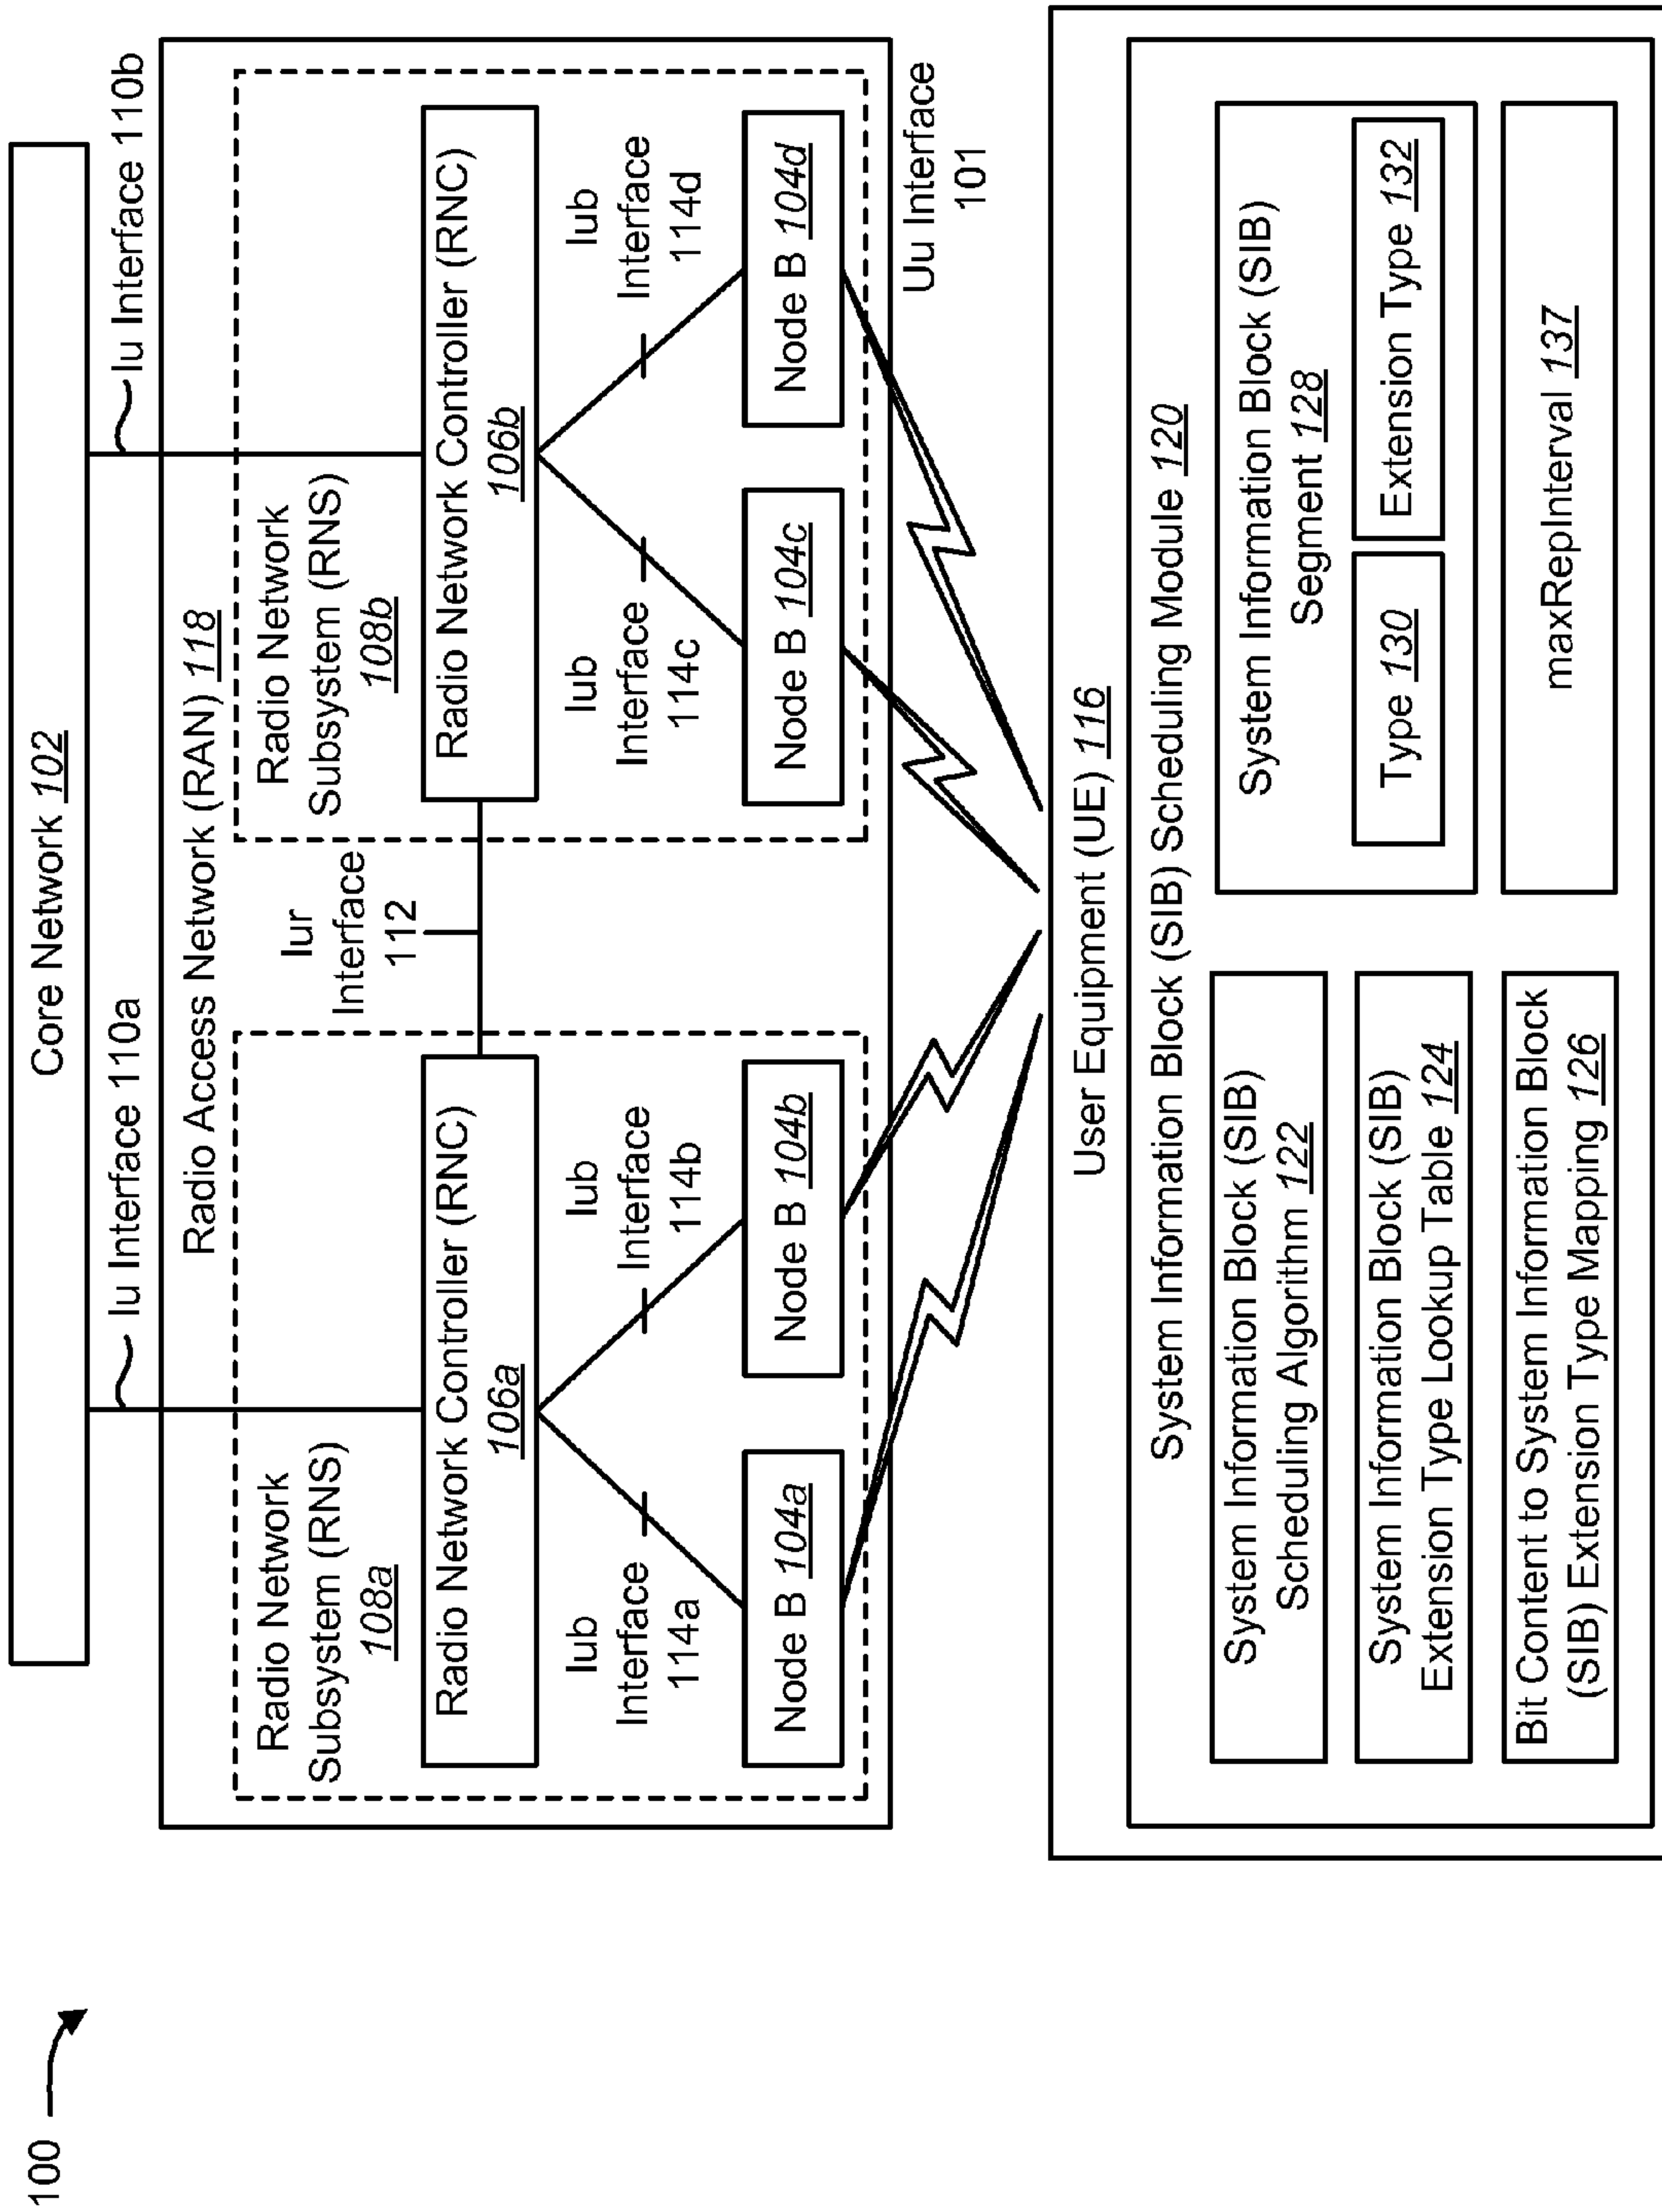 100
Core Network 102
Iu Interface 110a
Iu Interface 110b
Radio Access Network (RAN) 118
Radio Network
Subsystem (RNS)
108a
Iur
Interface
112
Radio Network
Subsystem (RNS)
108b
Radio Network Controller (RNC)
106a
Radio Network Controller (RNC)
106b
Iub
Interface
114a
Iub
Interface
114b
Iub
Interface
114c
Iub
Interface
114d
Node B 104a
Node B 104b
Node B 104c
Node B 104d
Uu Interface
101
User Equipment (UE) 116
System Information Block (SIB) Scheduling Module 120
System Information Block (SIB)
Scheduling Algorithm 122
System Information Block (SIB)
Extension Type Lookup Table 124
Bit Content to System Information Block
(SIB) Extension Type Mapping 126
System Information Block (SIB)
Segment 128
Type 130
Extension Type 132
maxRepInterval 137